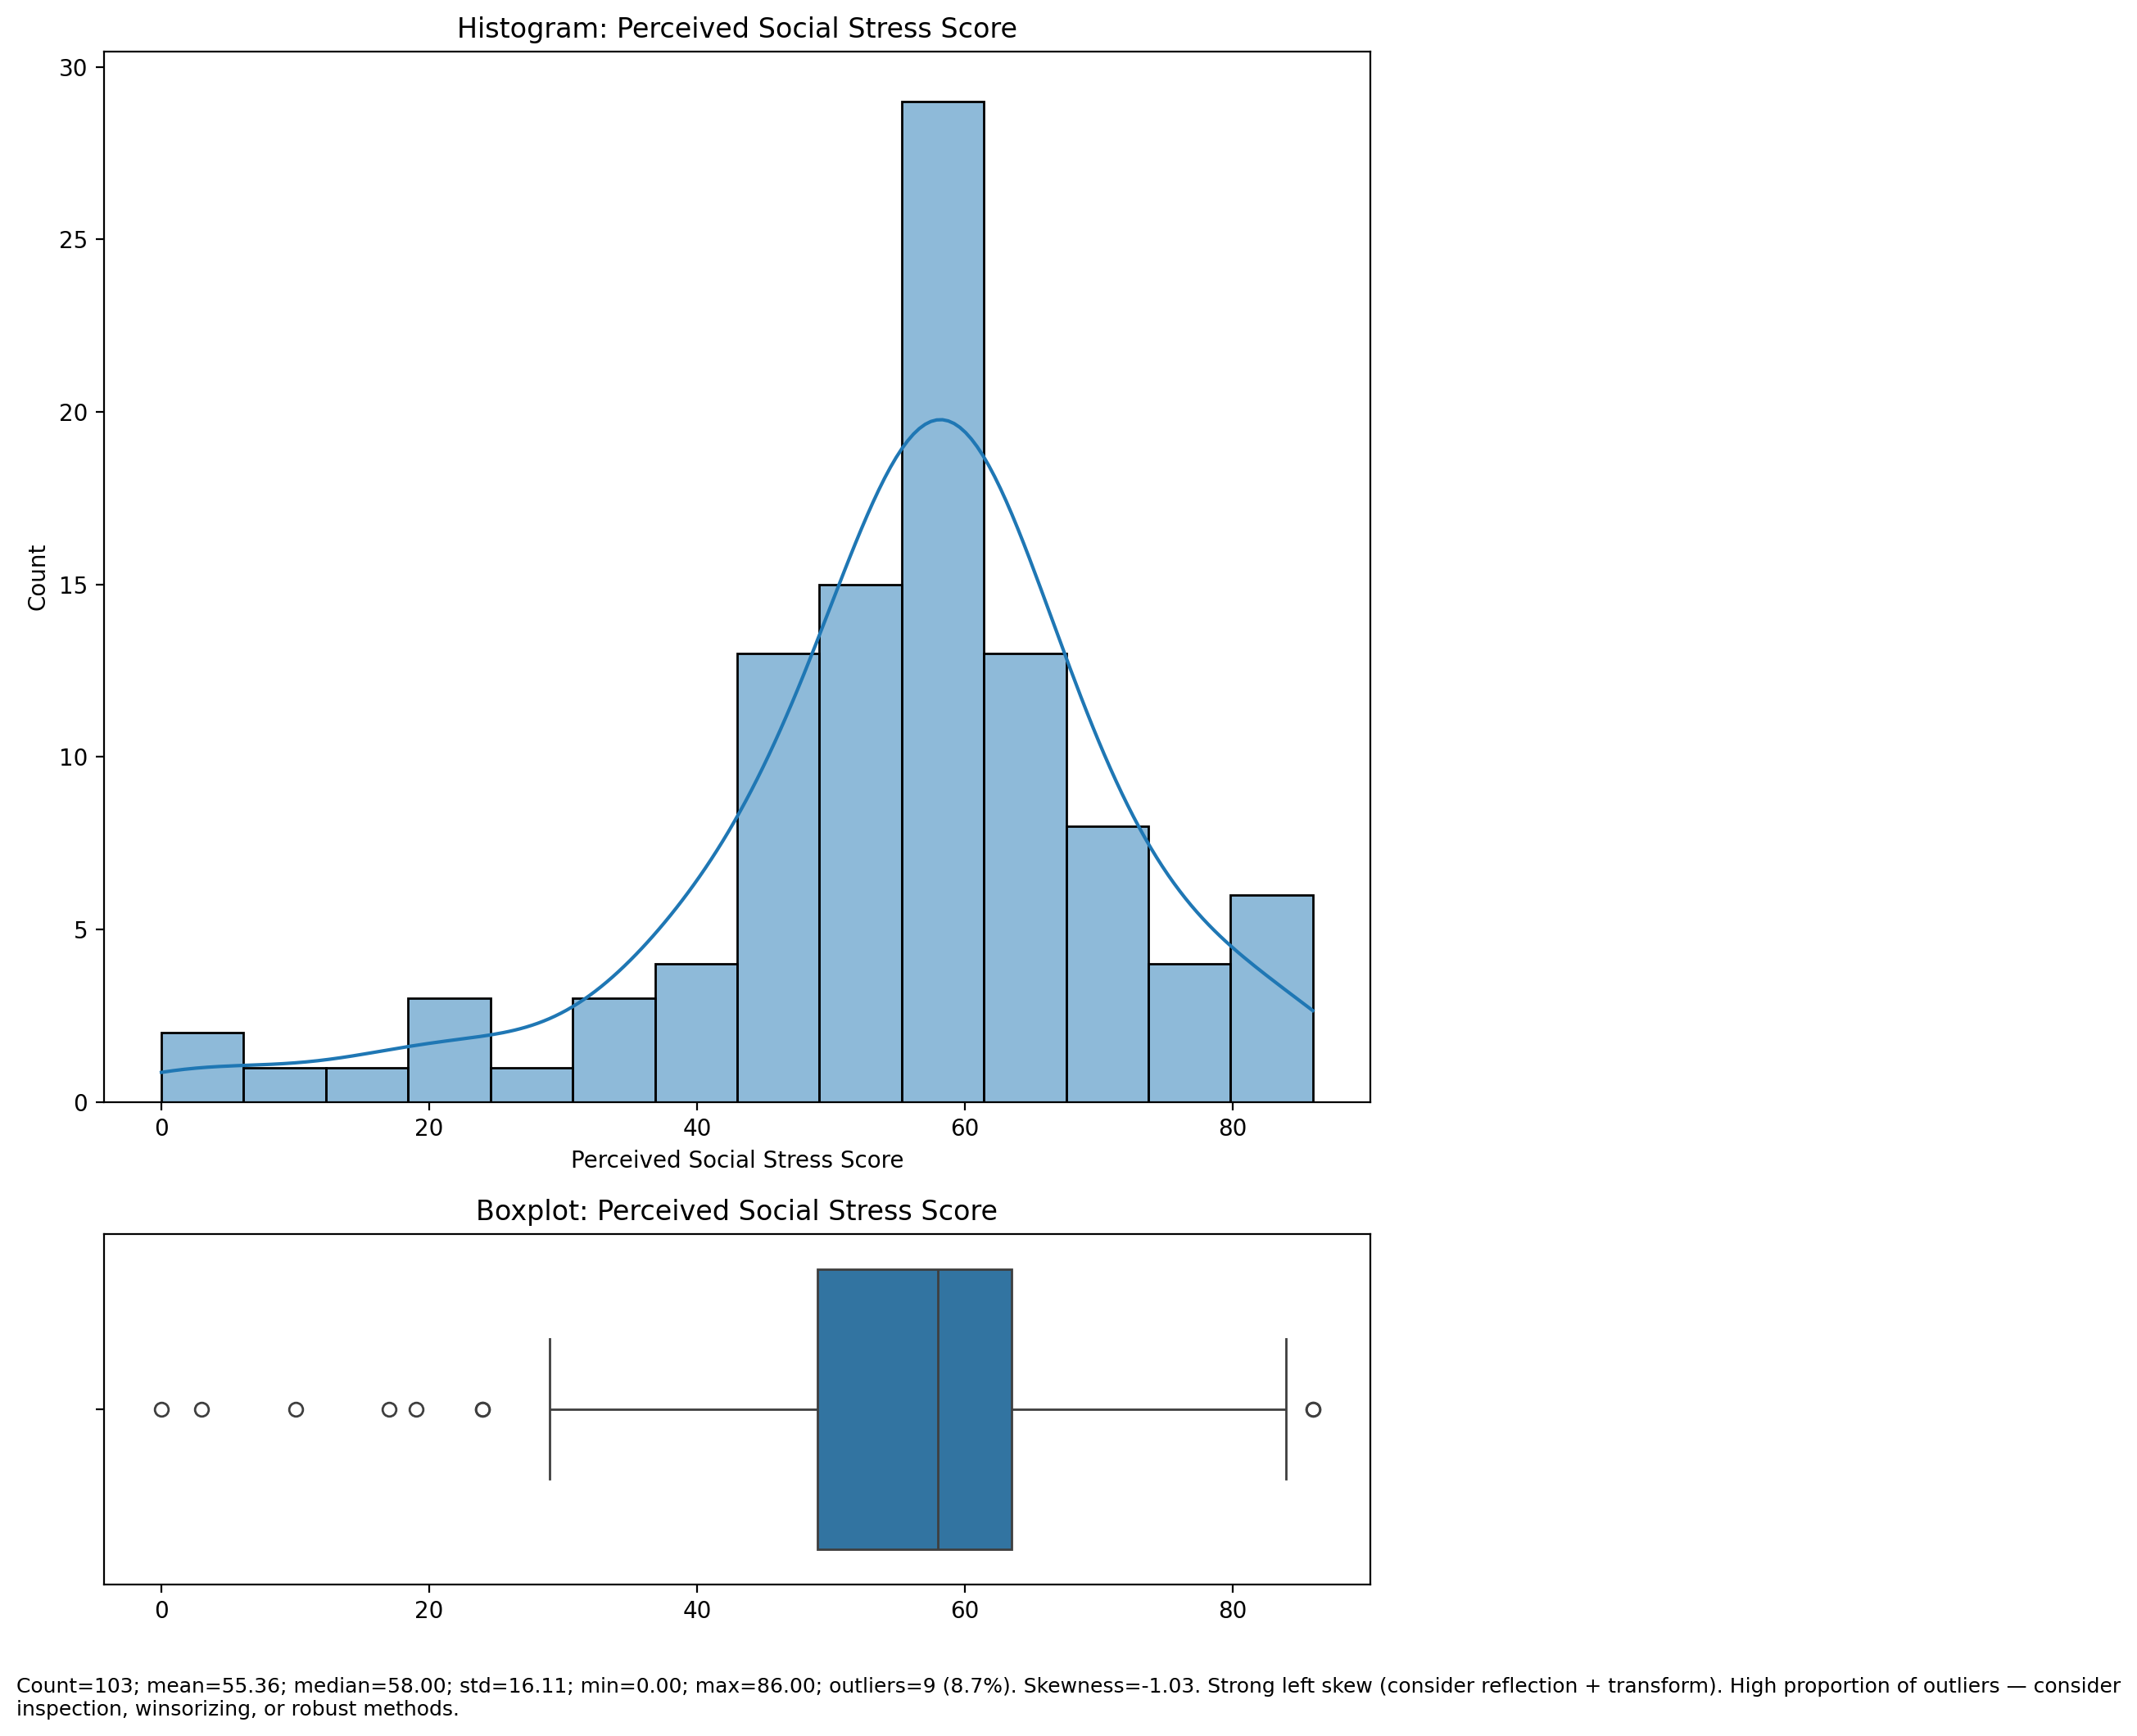 Histogram: Perceived Social Stress Score
30
25
20
15
10
5
0
Count
0 20 40 60 80
Perceived Social Stress Score
Boxplot: Perceived Social Stress Score
0 20 40 60 80
Count=103; mean=55.36; median=58.00; std=16.11; min=0.00; max=86.00; outliers=9 (8.7%). Skewness=-1.03. Strong left skew (consider reflection + transform). High proportion of outliers — consider
inspection, winsorizing, or robust methods.